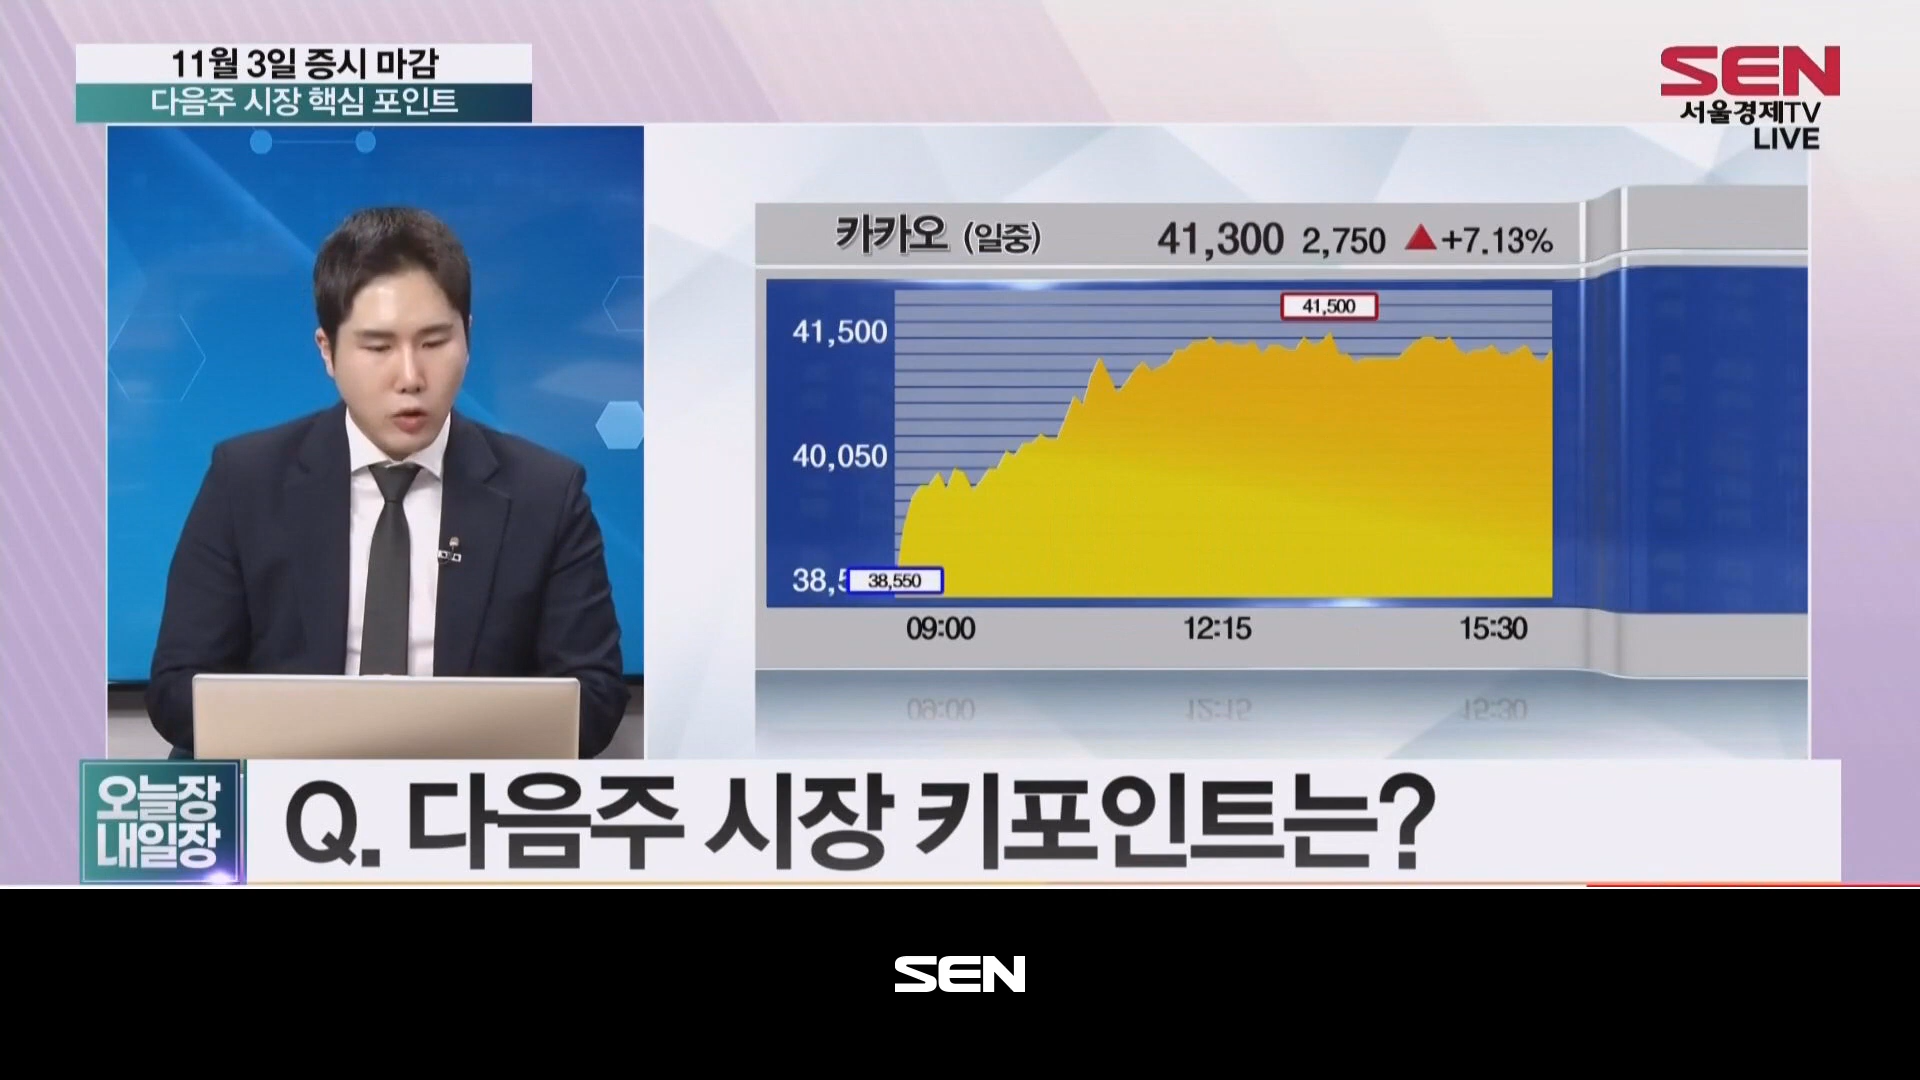 11월 3일 증시 마감
다음주 시장 핵심 포인트
SEN
서울경제TV
LIVE
카카오 (일중) 41,300 2,750 ▲+7.13%
41,500
41,500
40,050
38,5
38,550
09:00 12:15 15:30
오늘장
내일장
Q. 다음주 시장 키포인트는?
SEN